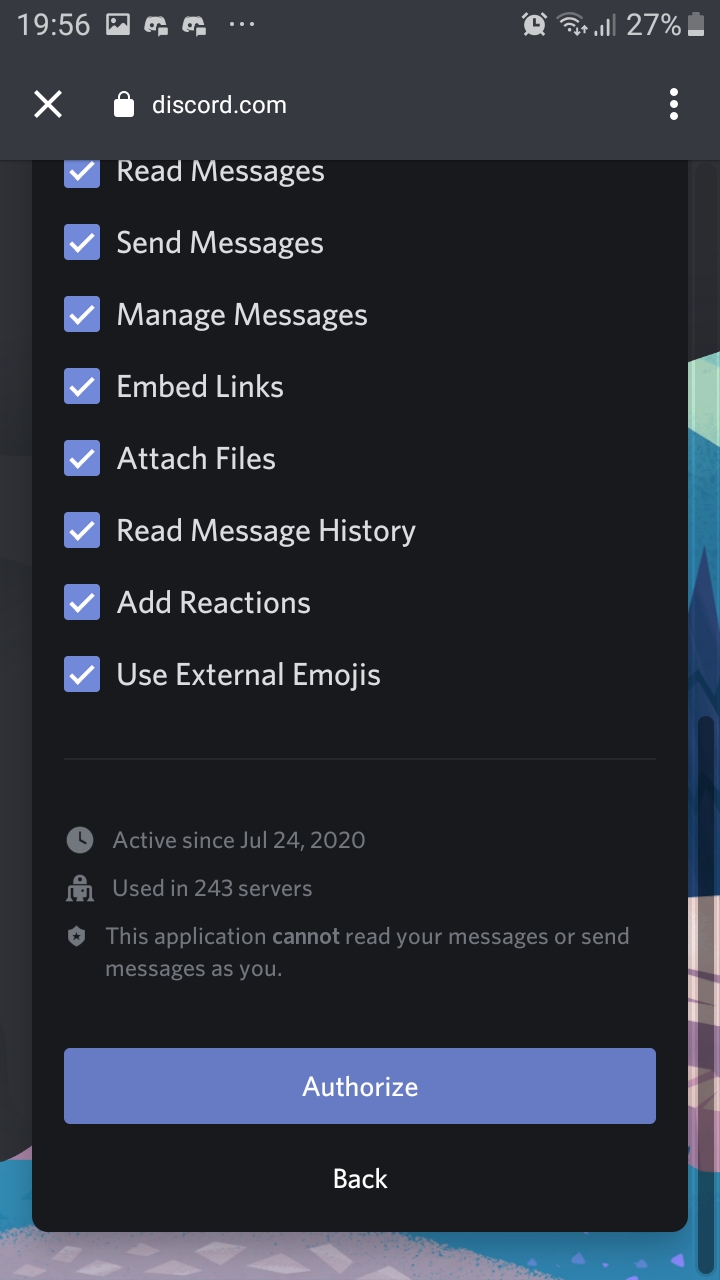 19:56
27%
discord.com
Read Messages
Send Messages
Manage Messages
Embed Links
Attach Files
Read Message History
Add Reactions
Use External Emojis
Active since Jul 24, 2020
Used in 243 servers
This application cannot read your messages or send
messages as you.
Authorize
Back